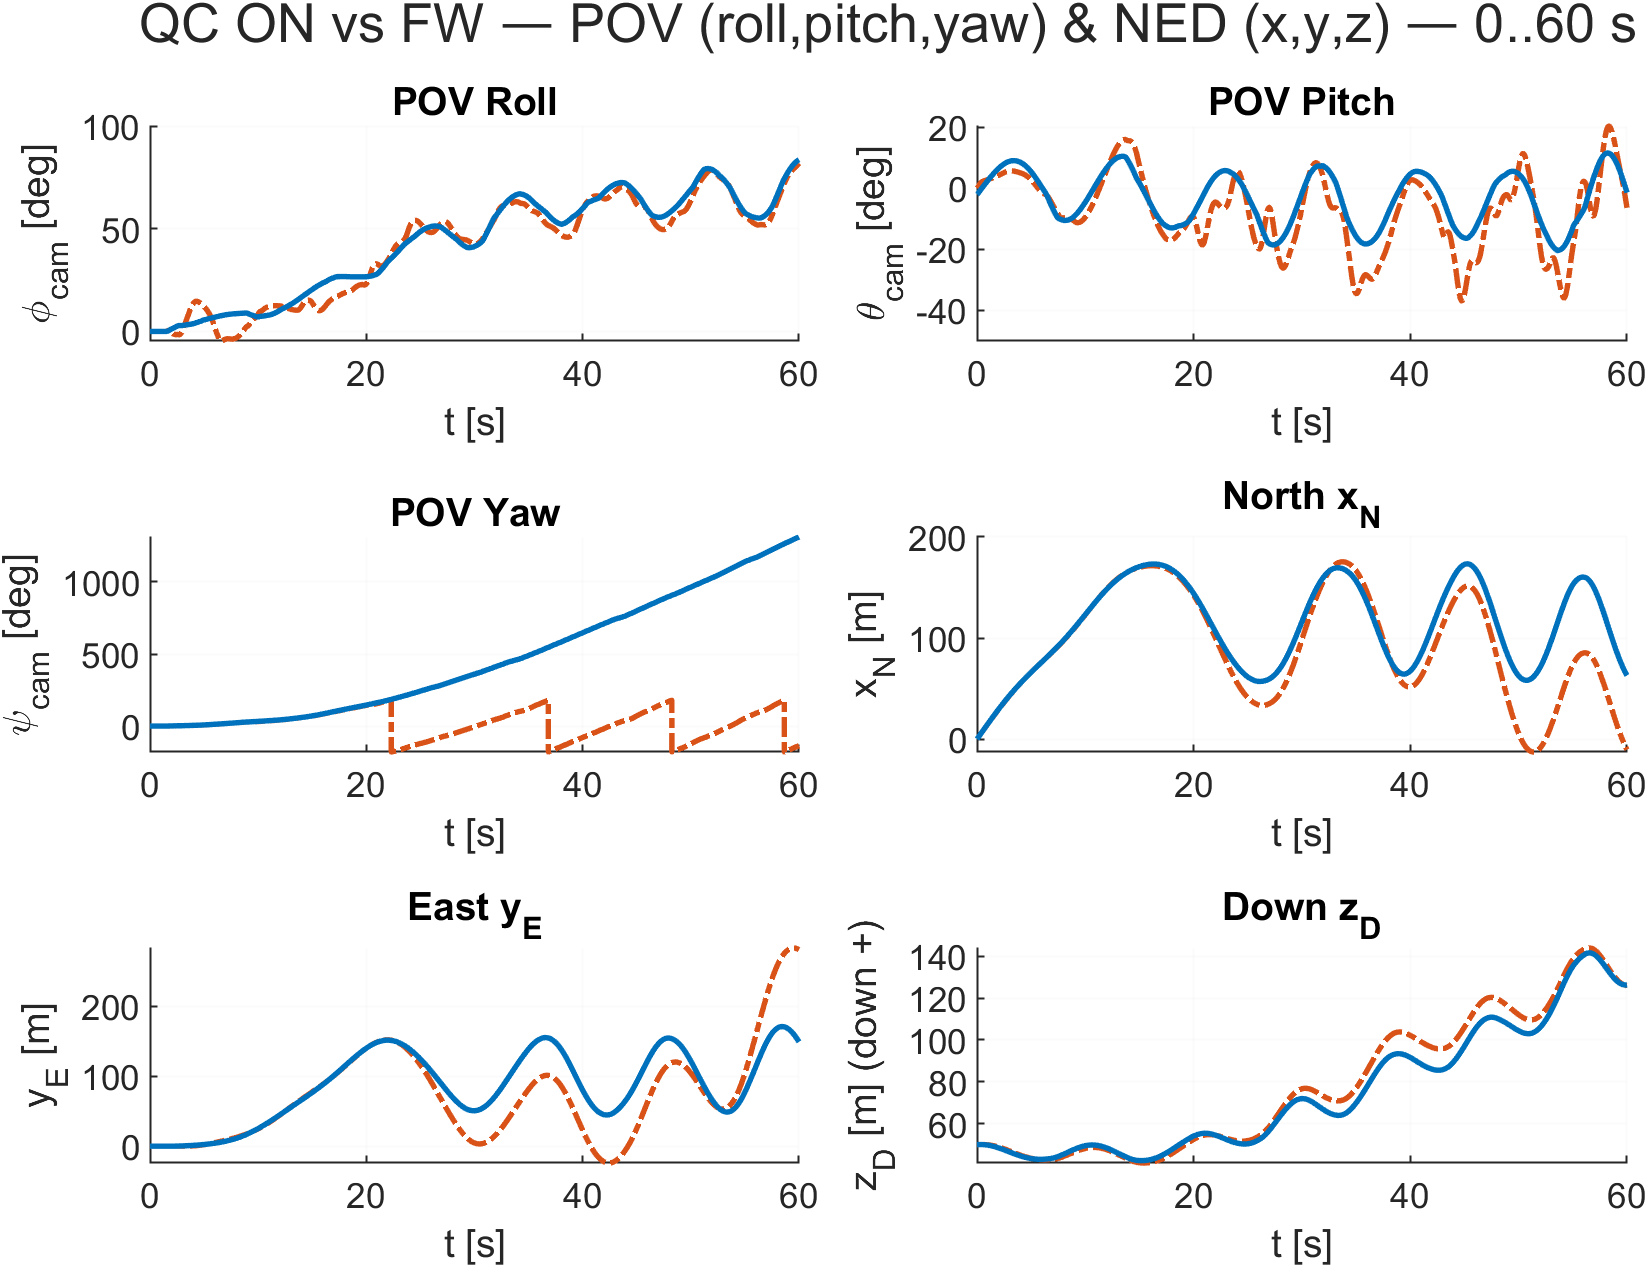 QC ON vs FW — POV (roll,pitch,yaw) & NED (x,y,z) — 0..60 s
POV Roll
100
50
0
ϕcam [deg]
0 20 40 60
t [s]
POV Pitch
20
0
-20
-40
θcam [deg]
0 20 40 60
t [s]
POV Yaw
1000
500
0
ψcam [deg]
0 20 40 60
t [s]
North xN
200
100
0
xN [m]
0 20 40 60
t [s]
East yE
200
100
0
yE [m]
0 20 40 60
t [s]
Down zD
140
120
100
80
60
zD [m] (down +)
0 20 40 60
t [s]